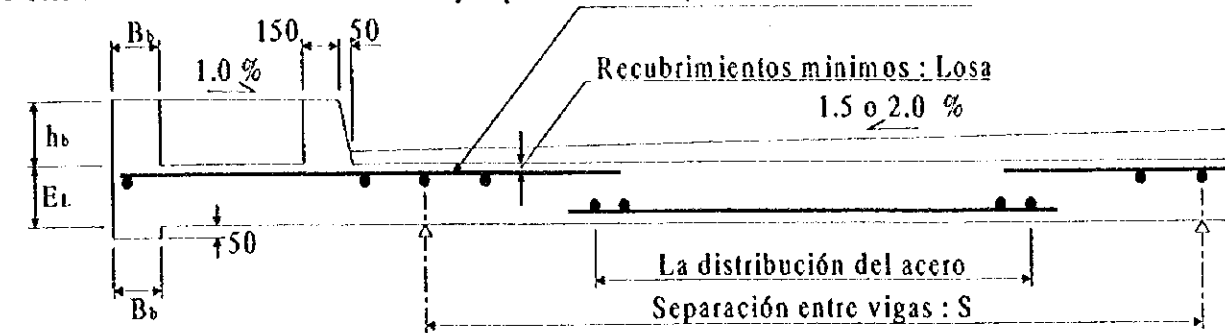 Bb
150
50
1.0 %
Recubrimientos minimos : Losa
1.5 o 2.0 %
hb
EL
50
La distribución del acero
Bb
Separación entre vigas : S